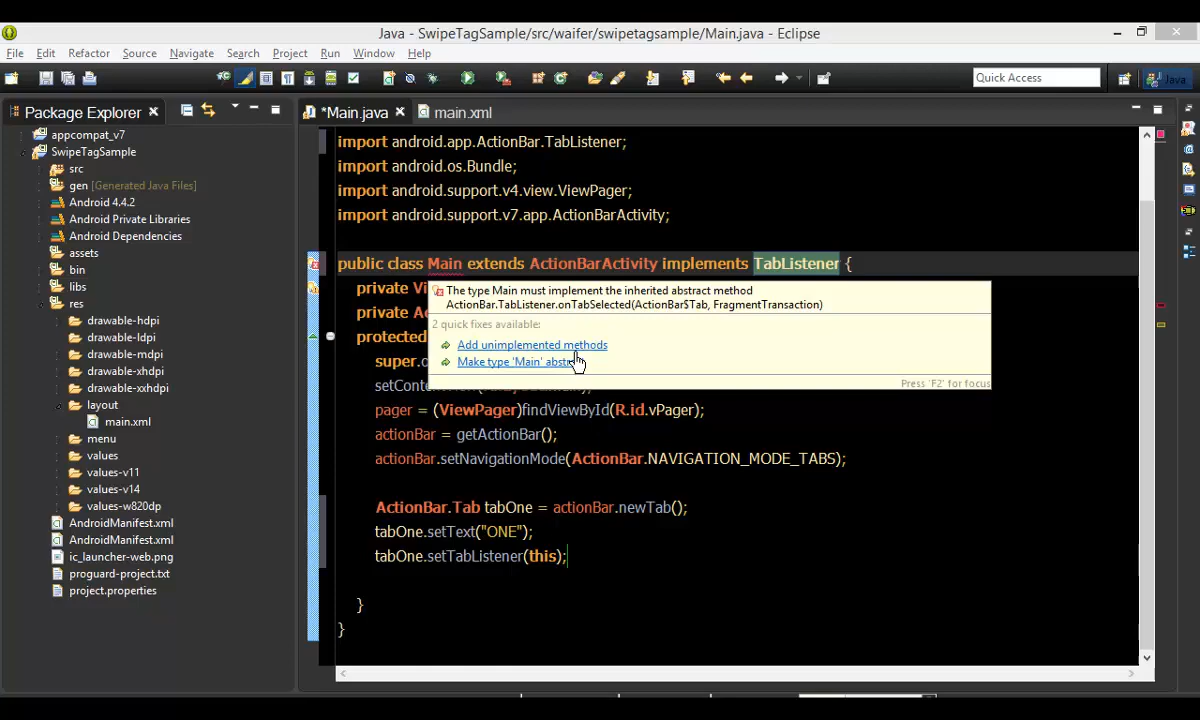 Java - SwipeTagSample/src/waifer/swipetagsample/Main.java - Eclipse
File Edit Refactor Source Navigate Search Project Run Window Help
Quick Access
Java
Package Explorer
*Main.java
main.xml
appcompat_v7
SwipeTagSample
src
gen [Generated Java Files]
Android 4.4.2
Android Private Libraries
Android Dependencies
assets
bin
libs
res
drawable-hdpi
drawable-ldpi
drawable-mdpi
drawable-xhdpi
drawable-xxhdpi
layout
main.xml
menu
values
values-v11
values-v14
values-w820dp
AndroidManifest.xml
AndroidManifest.xml
ic_launcher-web.png
proguard-project.txt
project.properties
import android.app.ActionBar.TabListener;
import android.os.Bundle;
import android.support.v4.view.ViewPager;
import android.support.v7.app.ActionBarActivity;
public class Main extends ActionBarActivity implements TabListener {
private
private
protected
The type Main must implement the inherited abstract method
ActionBar.TabListener.onTabSelected(ActionBar$Tab, FragmentTransaction)
2 quick fixes available:
Add unimplemented methods
Make type 'Main'
Press 'F2' for focus
pager = (ViewPager)findViewById(R.id.vPager);
actionBar = getActionBar();
actionBar.setNavigationMode(ActionBar.NAVIGATION_MODE_TABS);
ActionBar.Tab tabOne = actionBar.newTab();
tabOne.setText("ONE");
tabOne.setTabListener(this);
}
}